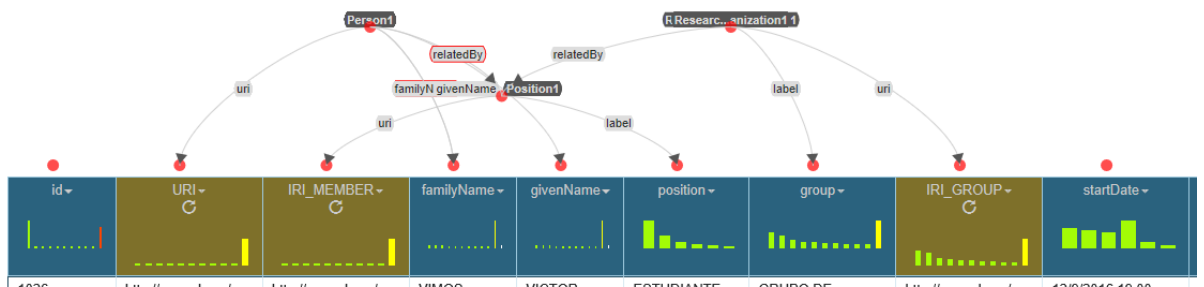 Person1
Researc...anization1
relatedBy
relatedBy
uri
familyN
givenName
Position1
label
uri
uri
label
id
URI
IRI_MEMBER
familyName
givenName
position
group
IRI_GROUP
startDate